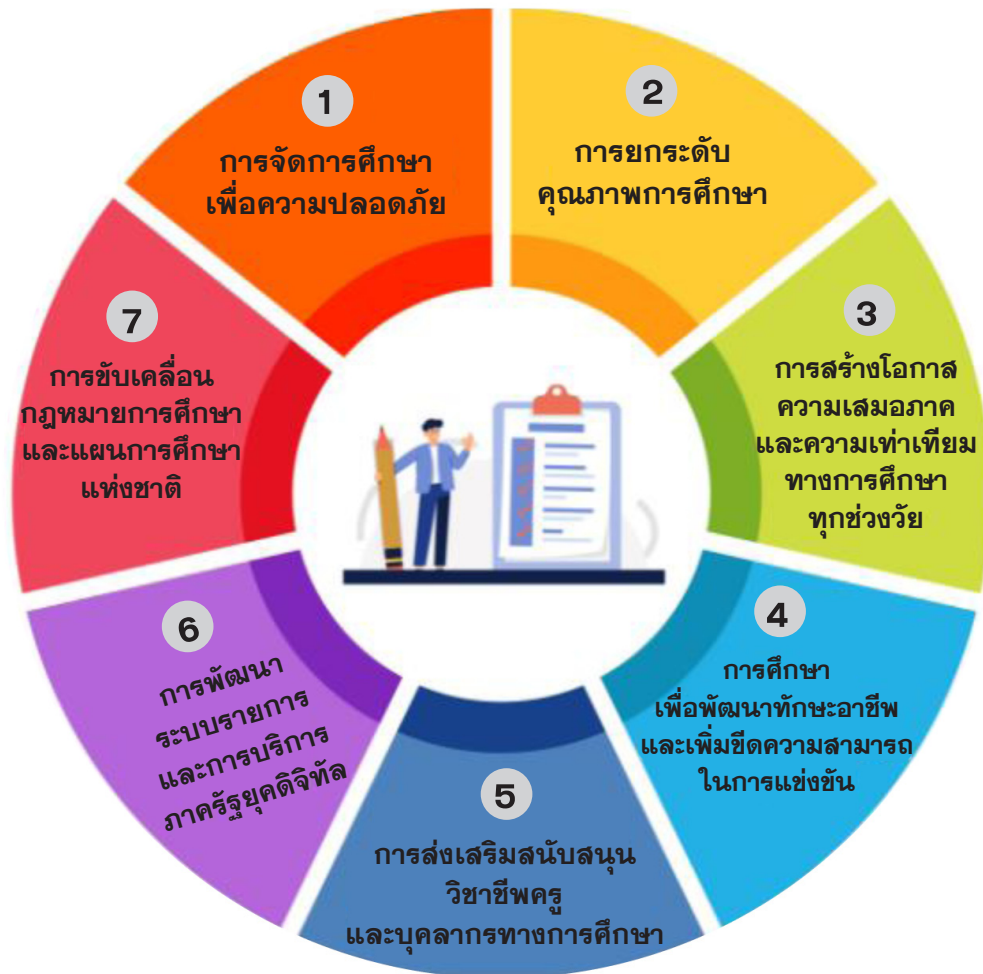 1
การจัดการศึกษา
เพื่อความปลอดภัย
2
การยกระดับ
คุณภาพการศึกษา
3
การสร้างโอกาส
ความเสมอภาค
และความเท่าเทียม
ทางการศึกษา
ทุกช่วงวัย
4
การศึกษา
เพื่อพัฒนาทักษะอาชีพ
และเพิ่มขีดความสามารถ
ในการแข่งขัน
5
การส่งเสริมสนับสนุน
วิชาชีพครู
และบุคลากรทางการศึกษา
6
การพัฒนา
ระบบรายการ
และการบริการ
ภาครัฐยุคดิจิทัล
7
การขับเคลื่อน
กฎหมายการศึกษา
และแผนการศึกษา
แห่งชาติ